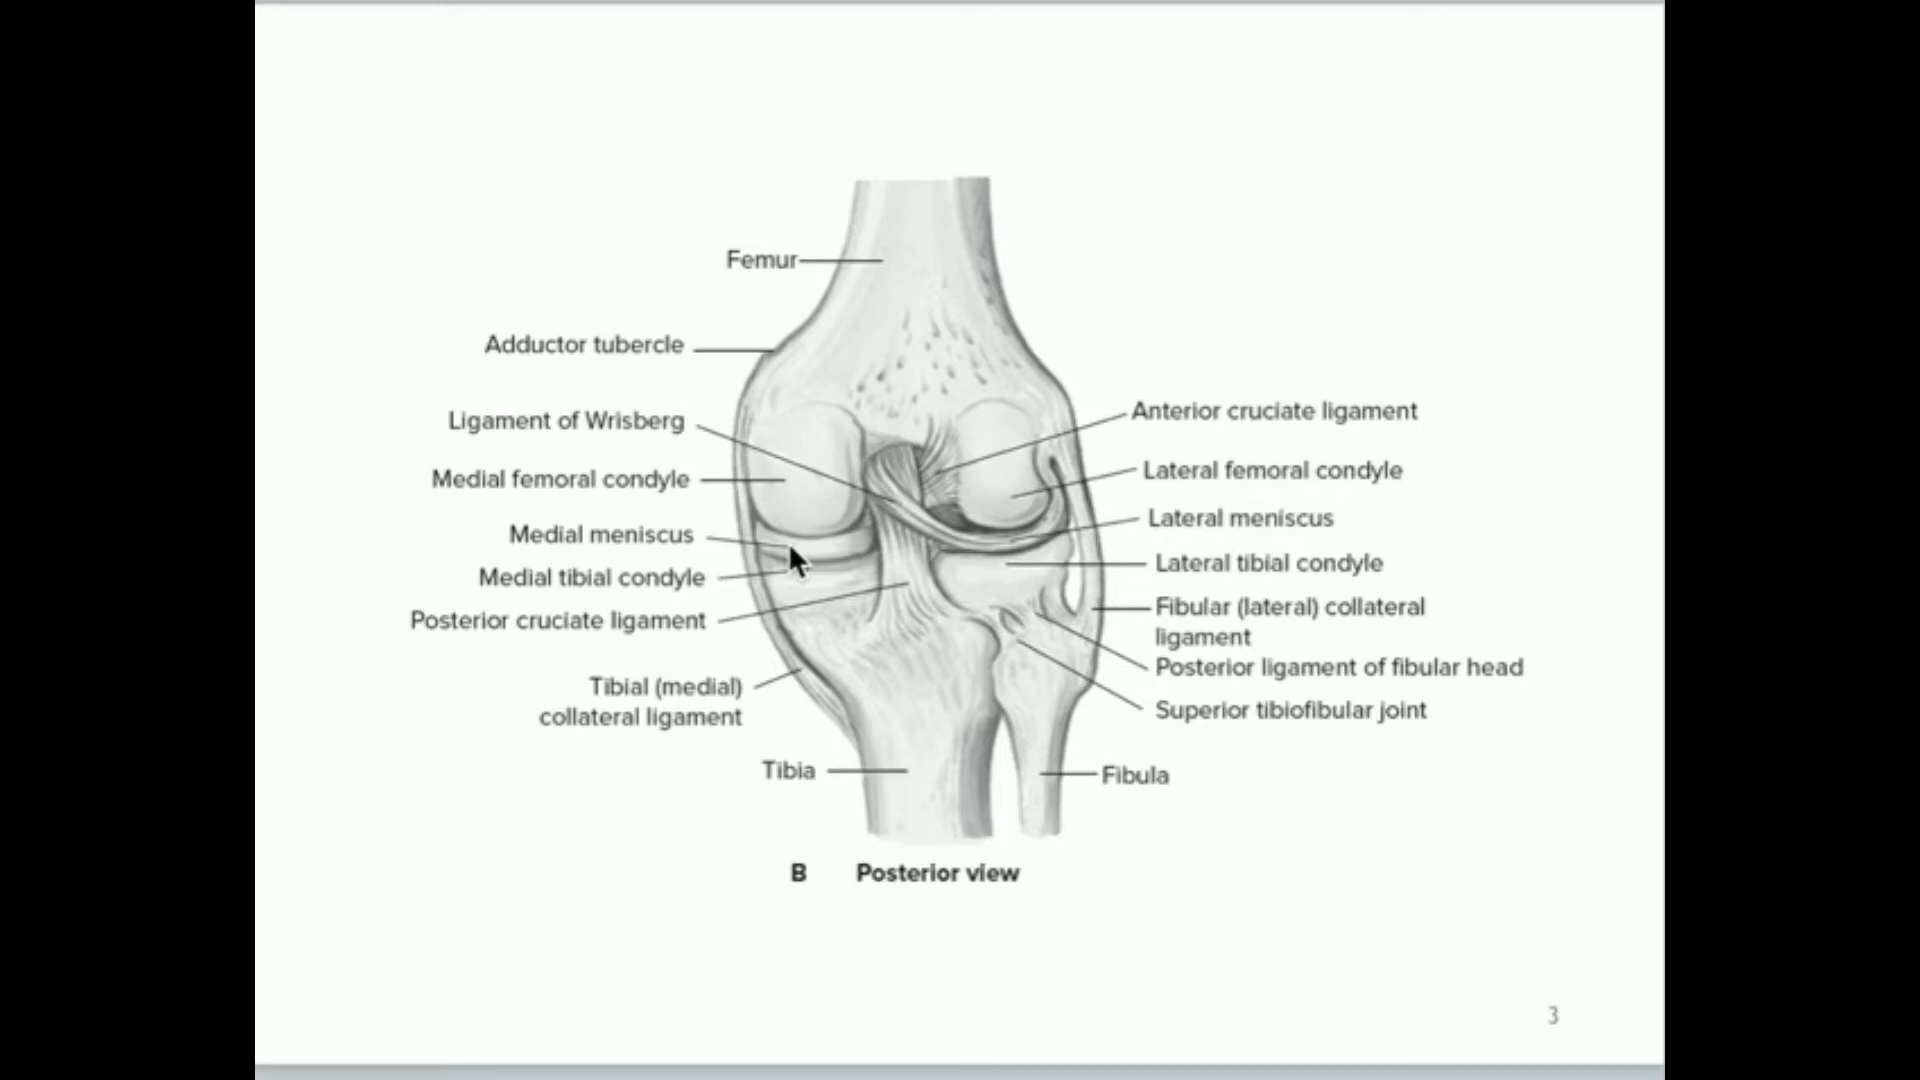 Femur
Adductor tubercle
Ligament of Wrisberg
Medial femoral condyle
Medial meniscus
Medial tibial condyle
Posterior cruciate ligament
Tibial (medial)
collateral ligament
Tibia
Anterior cruciate ligament
Lateral femoral condyle
Lateral meniscus
Lateral tibial condyle
Fibular (lateral) collateral
ligament
Posterior ligament of fibular head
Superior tibiofibular joint
Fibula
B Posterior view
3